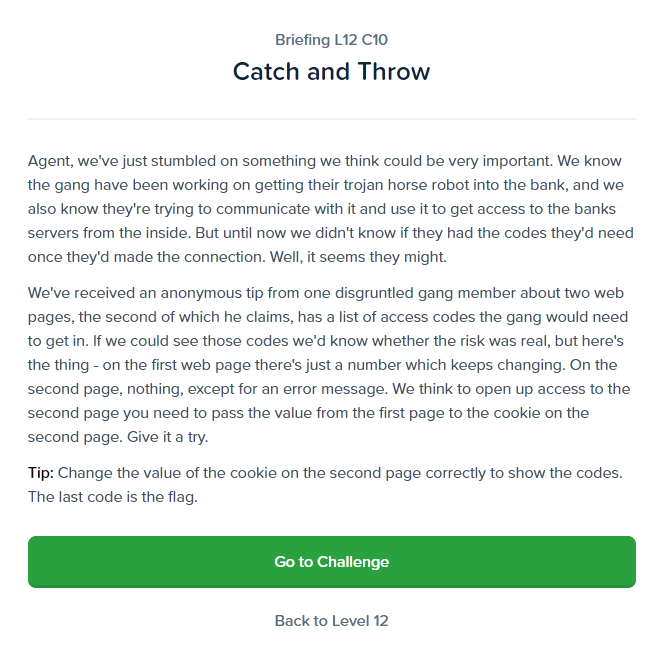 Briefing L12 C10
Catch and Throw
Agent, we've just stumbled on something we think could be very important. We know
the gang have been working on getting their trojan horse robot into the bank, and we
also know they're trying to communicate with it and use it to get access to the banks
servers from the inside. But until now we didn't know if they had the codes they'd need
once they'd made the connection. Well, it seems they might.
We've received an anonymous tip from one disgruntled gang member about two web
pages, the second of which he claims, has a list of access codes the gang would need
to get in. If we could see those codes we'd know whether the risk was real, but here's
the thing - on the first web page there's just a number which keeps changing. On the
second page, nothing, except for an error message. We think to open up access to the
second page you need to pass the value from the first page to the cookie on the
second page. Give it a try.
Tip: Change the value of the cookie on the second page correctly to show the codes.
The last code is the flag.
Go to Challenge
Back to Level 12